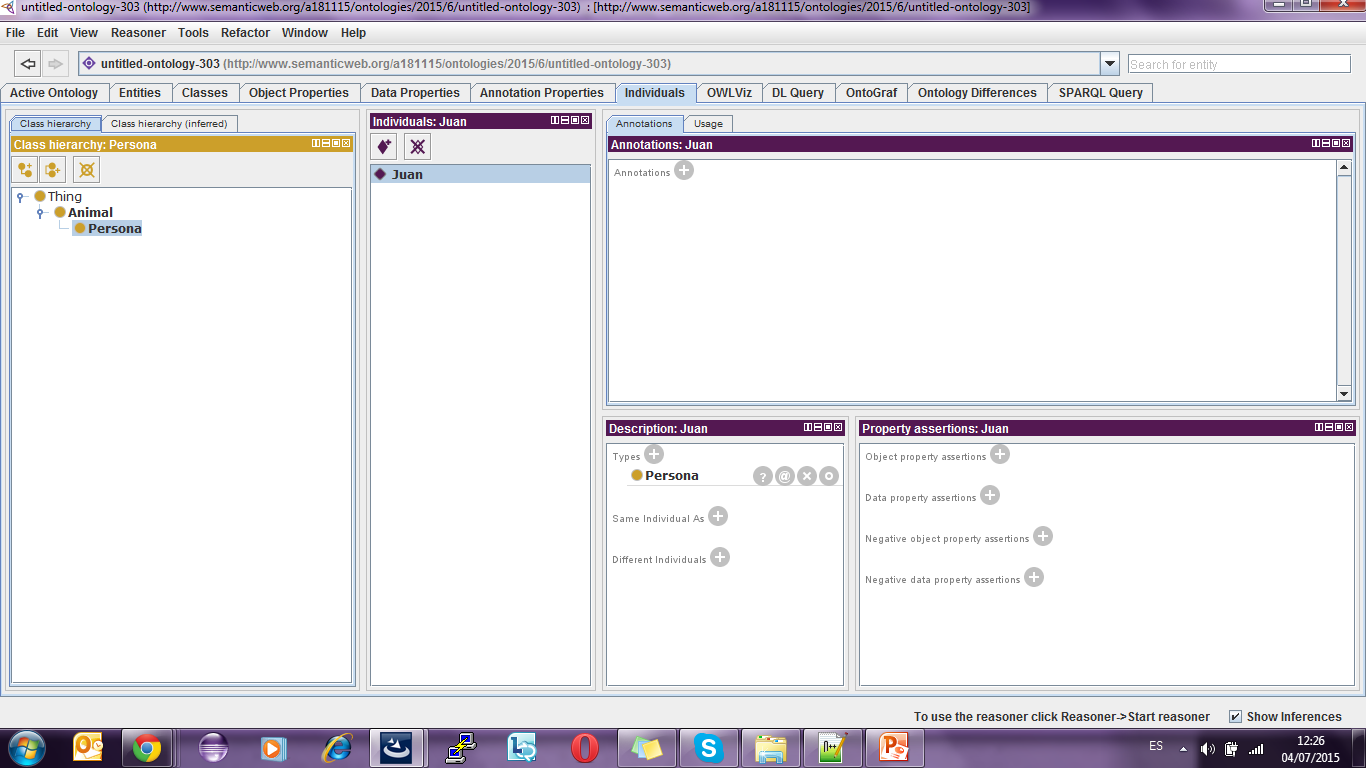 untitled-ontology-303 (http://www.semanticweb.org/a181115/ontologies/2015/6/untitled-ontology-303) : [http://www.semanticweb.org/a181115/ontologies/2015/6/untitled-ontology-303]
File Edit View Reasoner Tools Refactor Window Help
untitled-ontology-303 (http://www.semanticweb.org/a181115/ontologies/2015/6/untitled-ontology-303)
Search for entity
Active Ontology Entities Classes Object Properties Data Properties Annotation Properties Individuals OWLViz DL Query OntoGraf Ontology Differences SPARQL Query
Class hierarchy Class hierarchy (inferred)
Class hierarchy: Persona
Thing
Animal
Persona
Individuals: Juan
Juan
Annotations Usage
Annotations: Juan
Annotations
Description: Juan
Types
Persona
Same Individual As
Different Individuals
Property assertions: Juan
Object property assertions
Data property assertions
Negative object property assertions
Negative data property assertions
To use the reasoner click Reasoner->Start reasoner Show Inferences
ES
12:26
04/07/2015